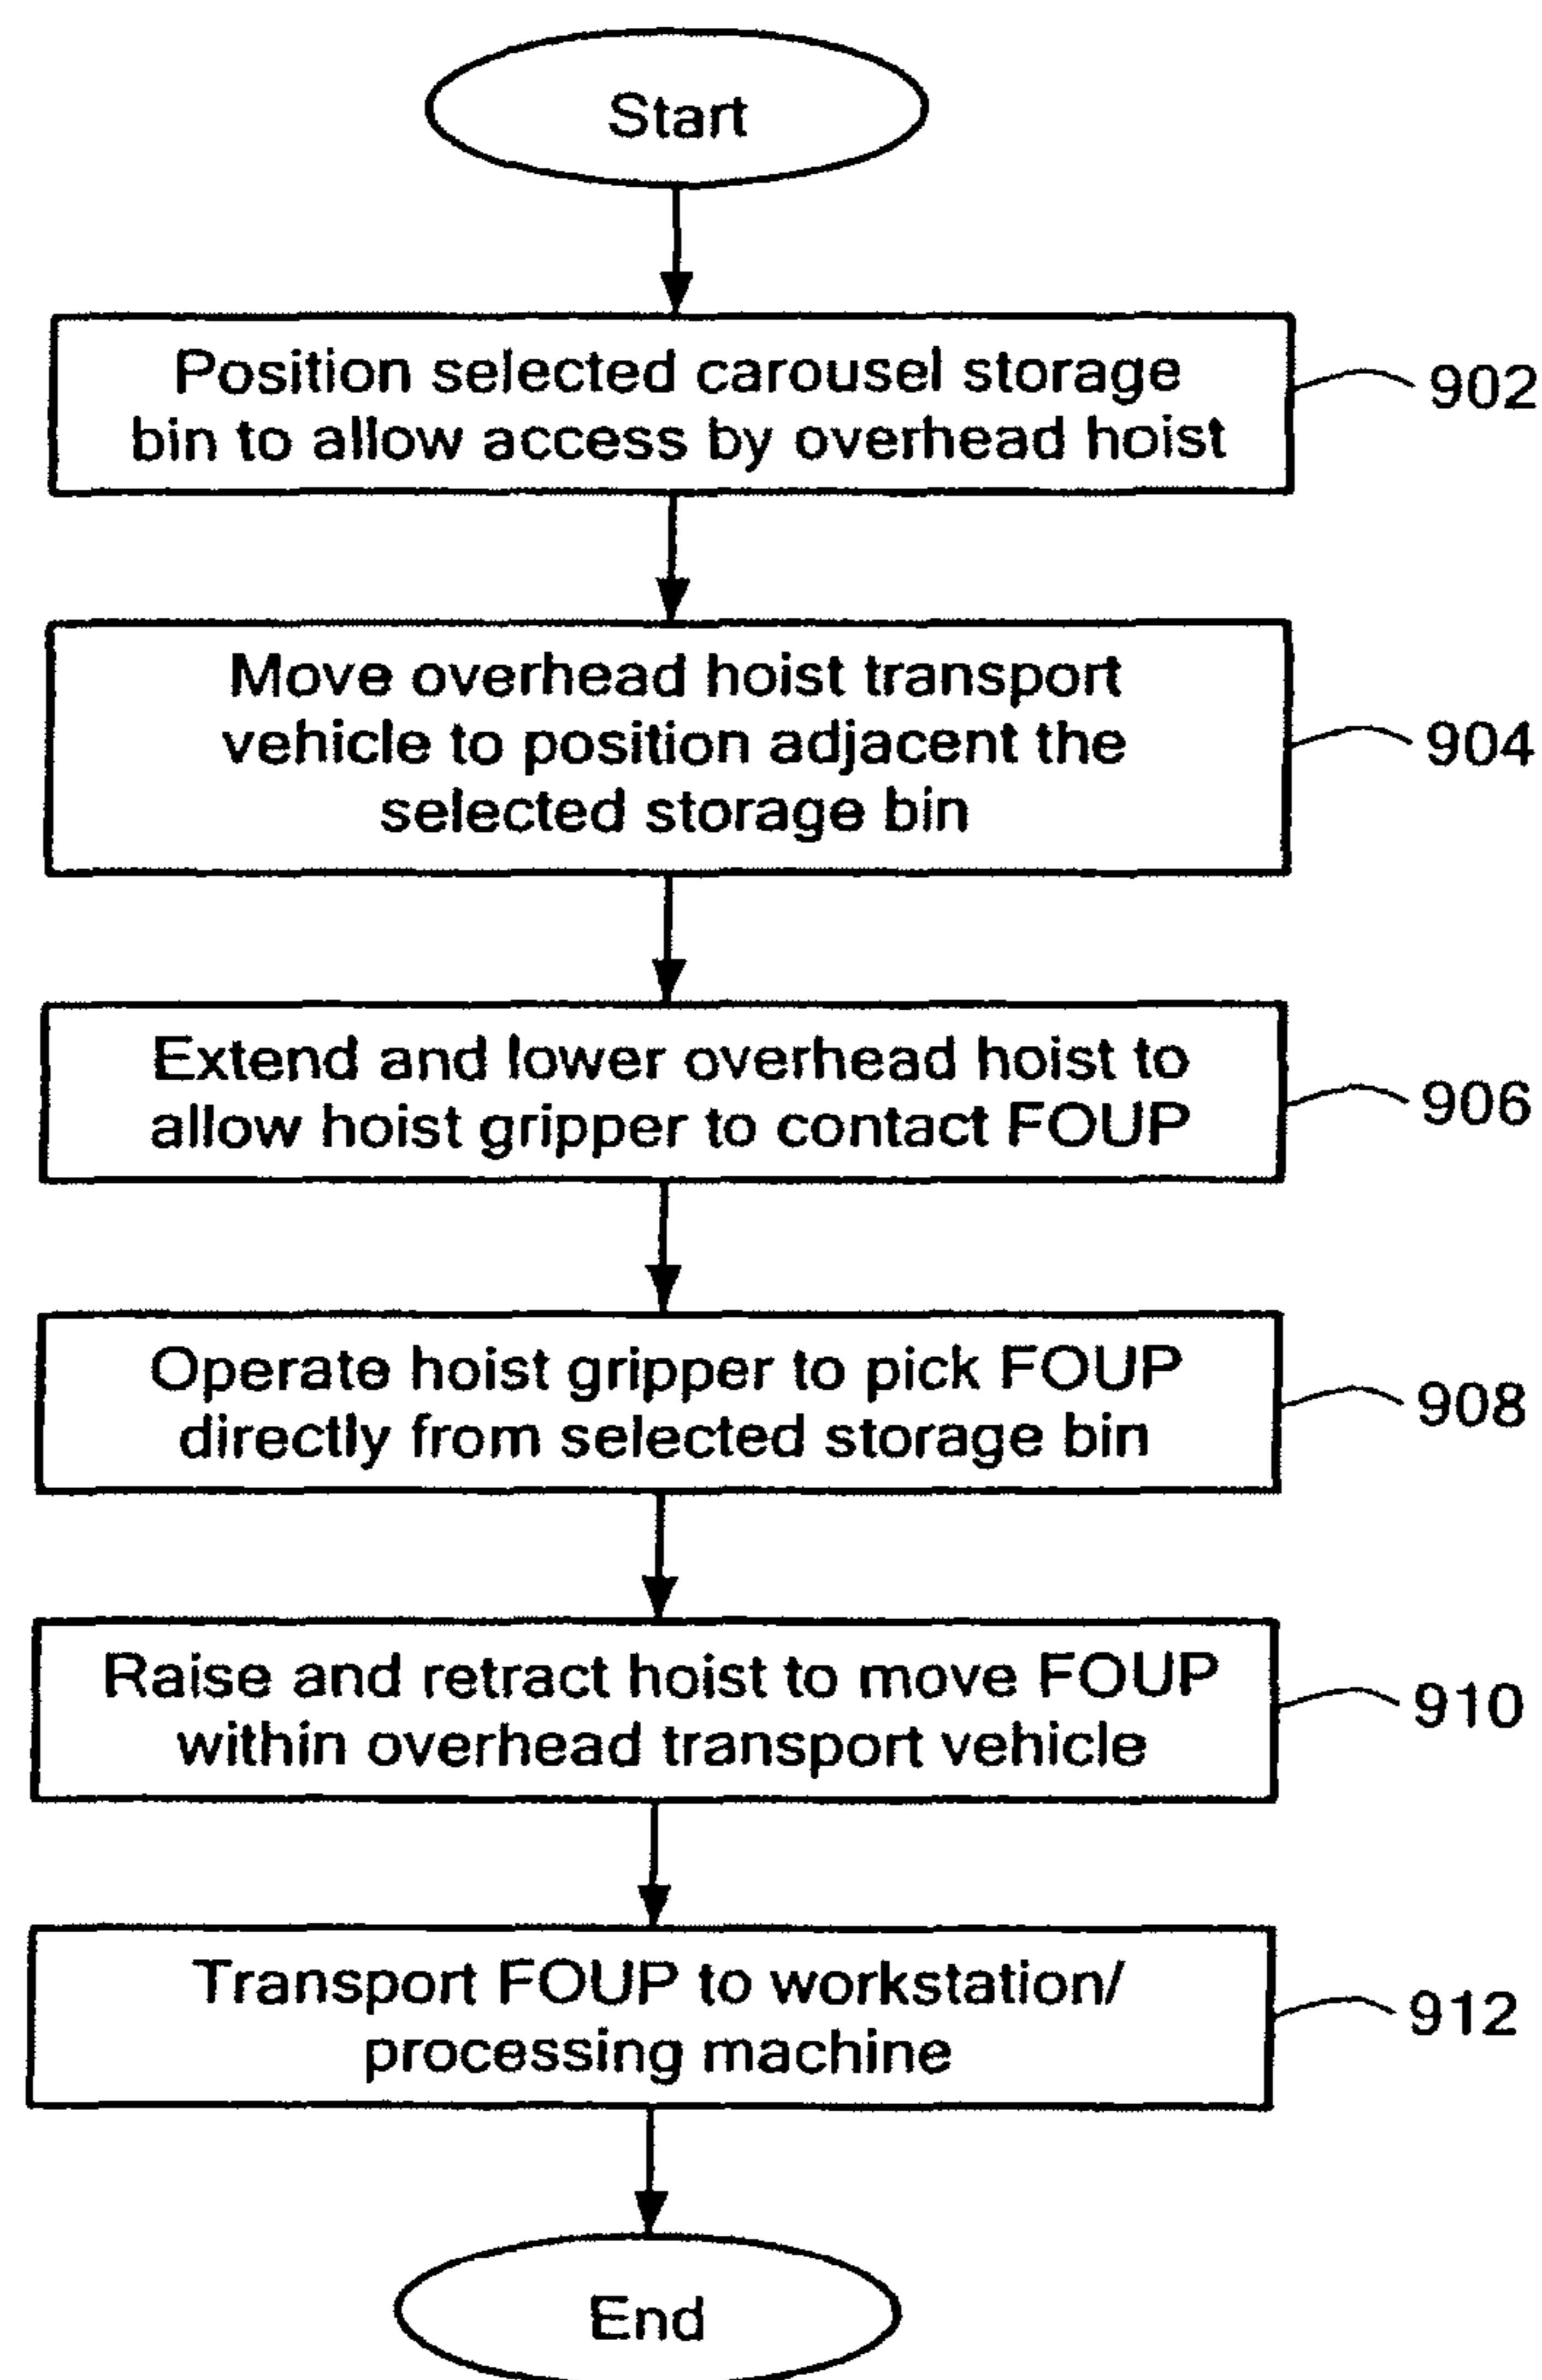 Start
Position selected carousel storage
bin to allow access by overhead hoist
902
Move overhead hoist transport
vehicle to position adjacent the
selected storage bin
904
Extend and lower overhead hoist to
allow hoist gripper to contact FOUP
906
Operate hoist gripper to pick FOUP
directly from selected storage bin
908
Raise and retract hoist to move FOUP
within overhead transport vehicle
910
Transport FOUP to workstation/
processing machine
912
End